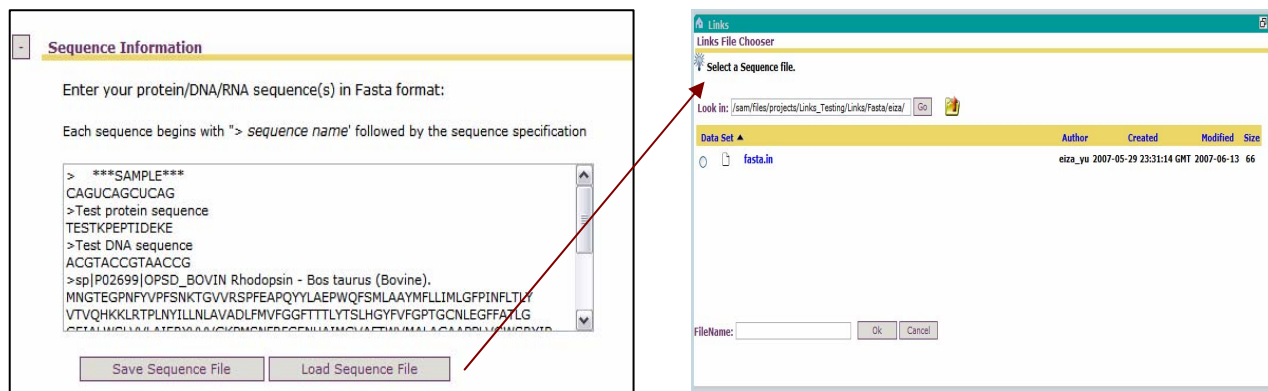 -
Sequence Information
Enter your protein/DNA/RNA sequence(s) in Fasta format:
Each sequence begins with "> sequence name' followed by the sequence specification
> ***SAMPLE***
CAGUCAGCUCAG
>Test protein sequence
TESTKPEPTIDEKE
>Test DNA sequence
ACGTACCGTAACCG
>sp|P02699|OPSD_BOVIN Rhodopsin - Bos taurus (Bovine).
MNGTEGPNFYVPFSNKTGVVRSPFEAPQYYLAEPWQFSMLAAYMFLLIMLGFPINFLTLY
VTVQHKKLRTPLNYILLNLAVADLFMVFGGFTTTLYTSLHGYFVFGPTGCNLEGFFATLG
Save Sequence File
Load Sequence File
Links
Links File Chooser
Select a Sequence file.
Look in: /sam/files/projects/Links_Testing/Links/Fasta/eiza/ Go
Data Set ▲ Author Created Modified Size
fasta.in eiza_yu 2007-05-29 23:31:14 GMT 2007-06-13 66
FileName: Ok Cancel